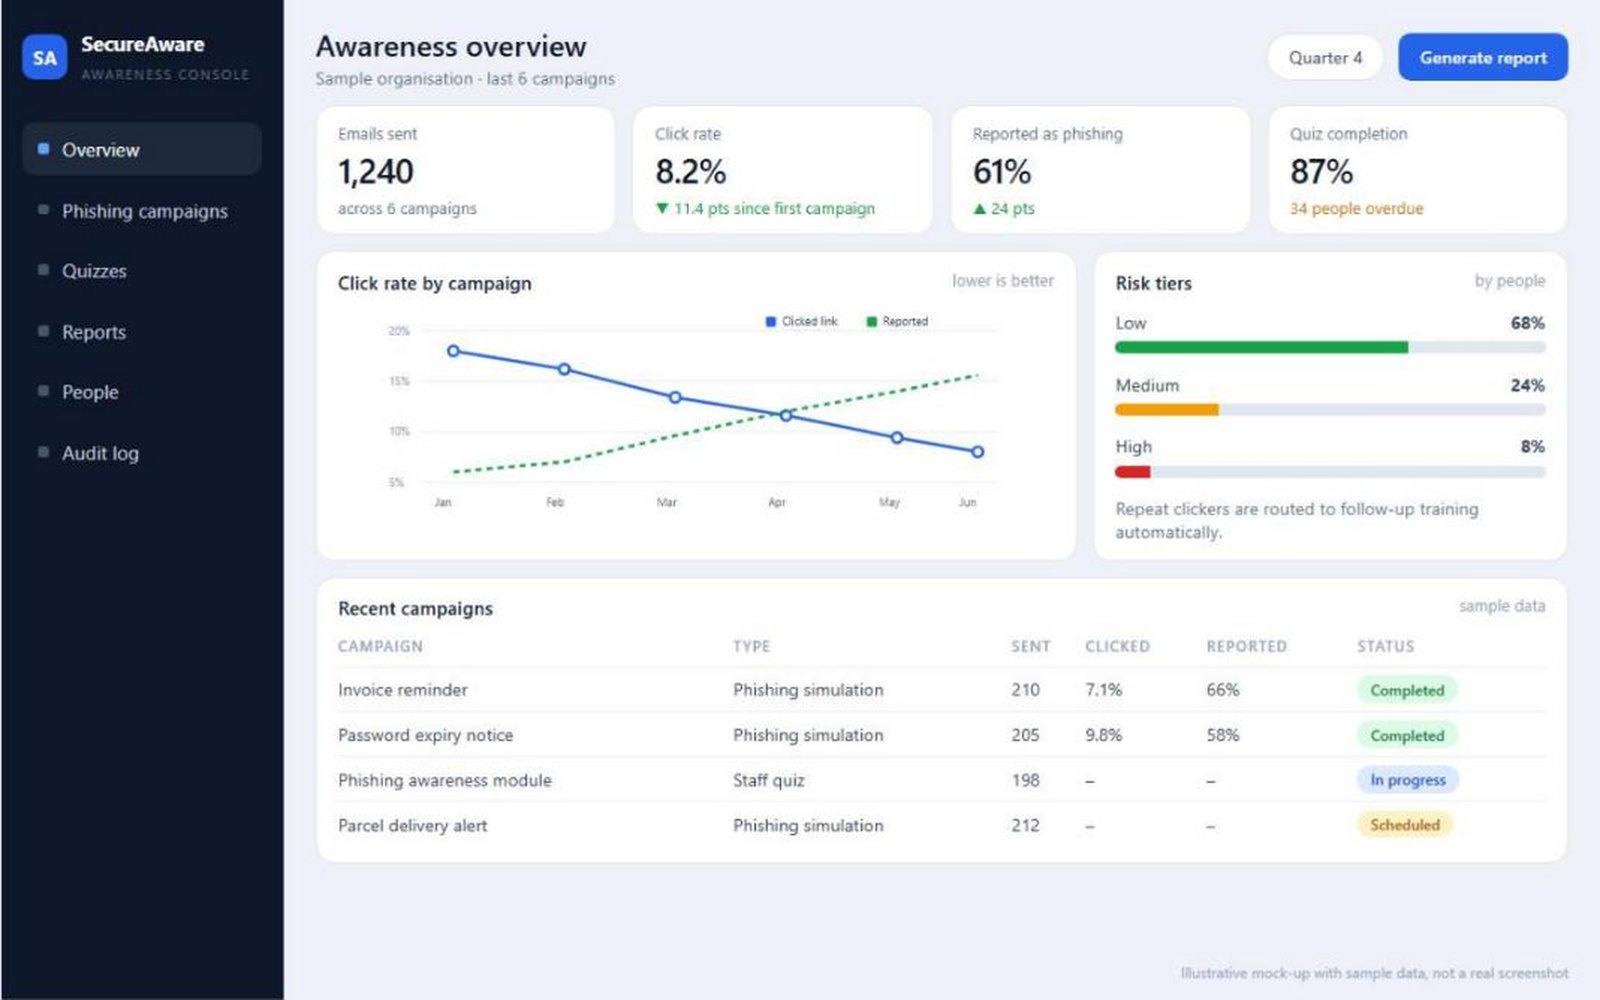 SA
SecureAware
AWARENESS CONSOLE
Overview
Phishing campaigns
Quizzes
Reports
People
Audit log
Awareness overview
Sample organisation - last 6 campaigns
Quarter 4
Generate report
Emails sent
1,240
across 6 campaigns
Click rate
8.2%
▼ 11.4 pts since first campaign
Reported as phishing
61%
▲ 24 pts
Quiz completion
87%
34 people overdue
Click rate by campaign
lower is better
Clicked link
Reported
20%
15%
10%
5%
Jan Feb Mar Apr May Jun
Risk tiers
by people
Low 68%
Medium 24%
High 8%
Repeat clickers are routed to follow-up training
automatically.
Recent campaigns
sample data
CAMPAIGN TYPE SENT CLICKED REPORTED STATUS
Invoice reminder Phishing simulation 210 7.1% 66% Completed
Password expiry notice Phishing simulation 205 9.8% 58% Completed
Phishing awareness module Staff quiz 198 – – In progress
Parcel delivery alert Phishing simulation 212 – – Scheduled
Illustrative mock-up with sample data, not a real screenshot